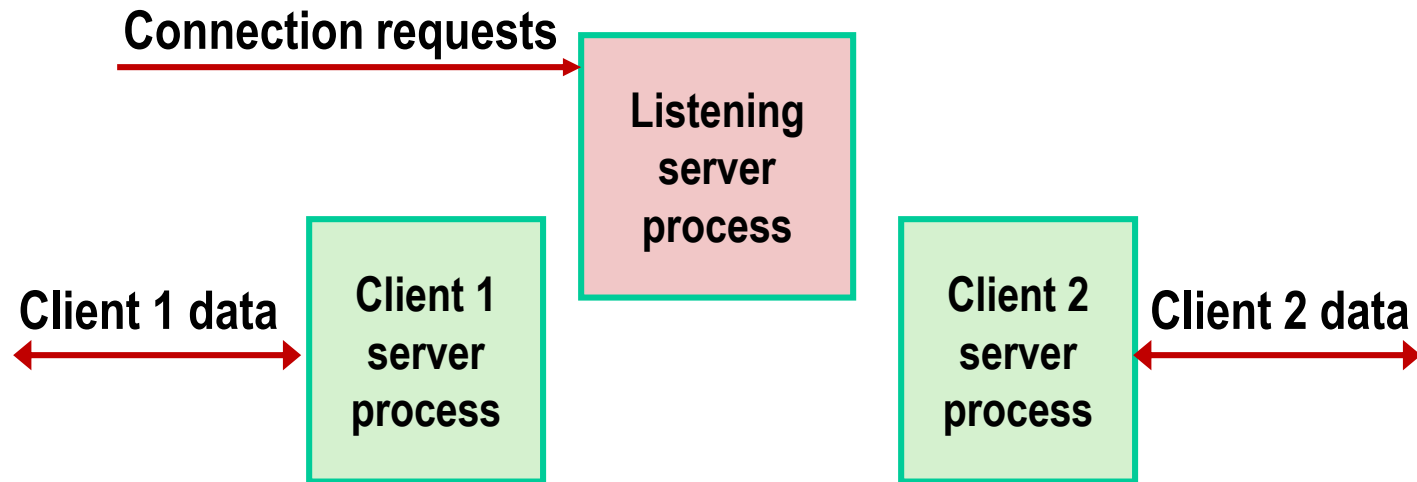 Connection requests
Listening
server
process
Client 1 data
Client 1
server
process
Client 2
server
process
Client 2 data